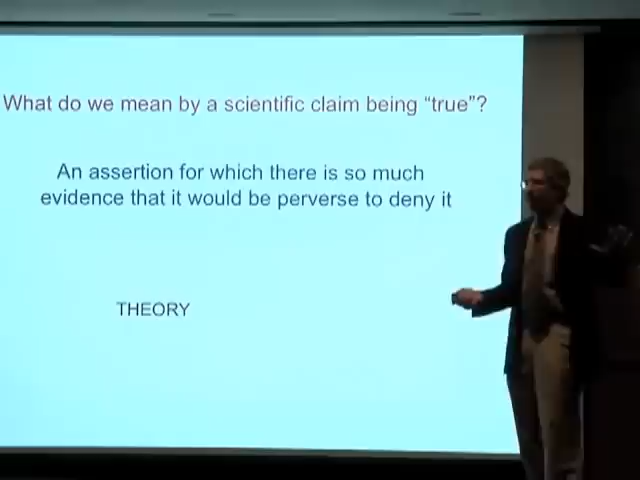 What do we mean by a scientific claim being “true”?
An assertion for which there is so much
evidence that it would be perverse to deny it
THEORY